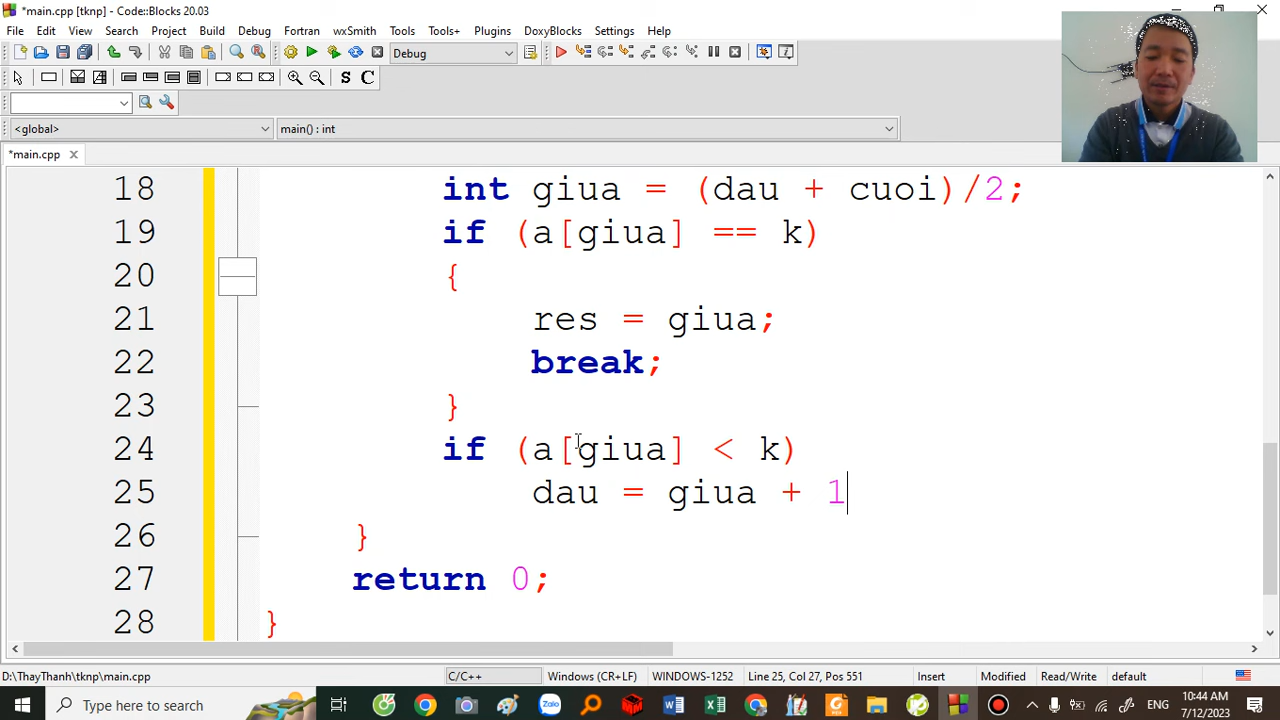 *main.cpp [tknp] - Code::Blocks 20.03
File Edit View Search Project Build Debug Fortran wxSmith Tools Tools+ Plugins DoxyBlocks Settings Help
Debug
S C
<global> main() : int
*main.cpp
18 int giua = (dau + cuoi)/2;
19 if (a[giua] == k)
20 {
21 res = giua;
22 break;
23 }
24 if (a[giua] < k)
25 dau = giua + 1
26 }
27 return 0;
28 }
D:\ThayThanh\tknp\main.cpp C/C++ Windows (CR+LF) WINDOWS-1252 Line 25, Col 27, Pos 551 Insert Modified Read/Write default
Type here to search Zalo ENG 10:44 AM
7/12/2023